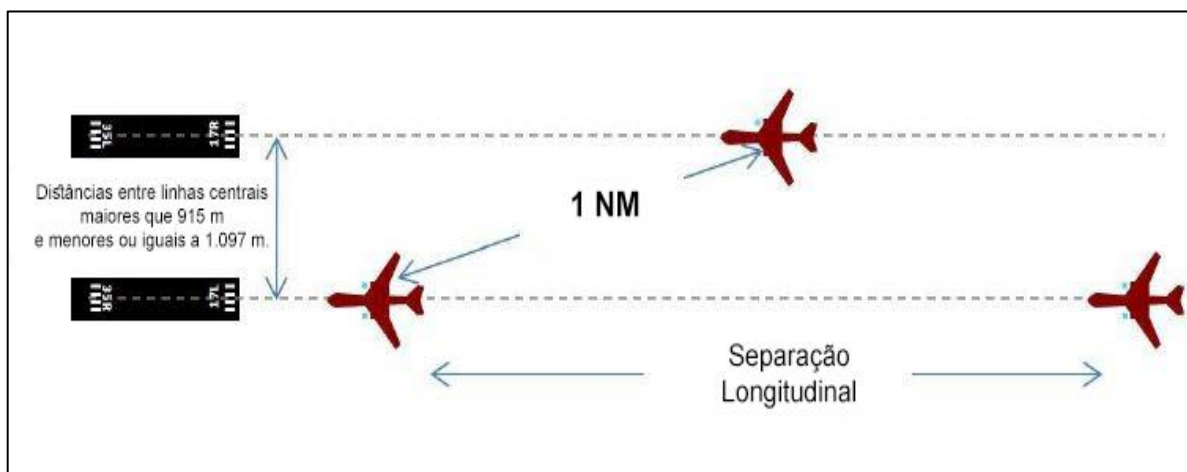 35L
17R
Distâncias entre linhas centrais
maiores que 915 m
e menores ou iguais a 1.097 m.
1 NM
35R
17L
Separação
Longitudinal